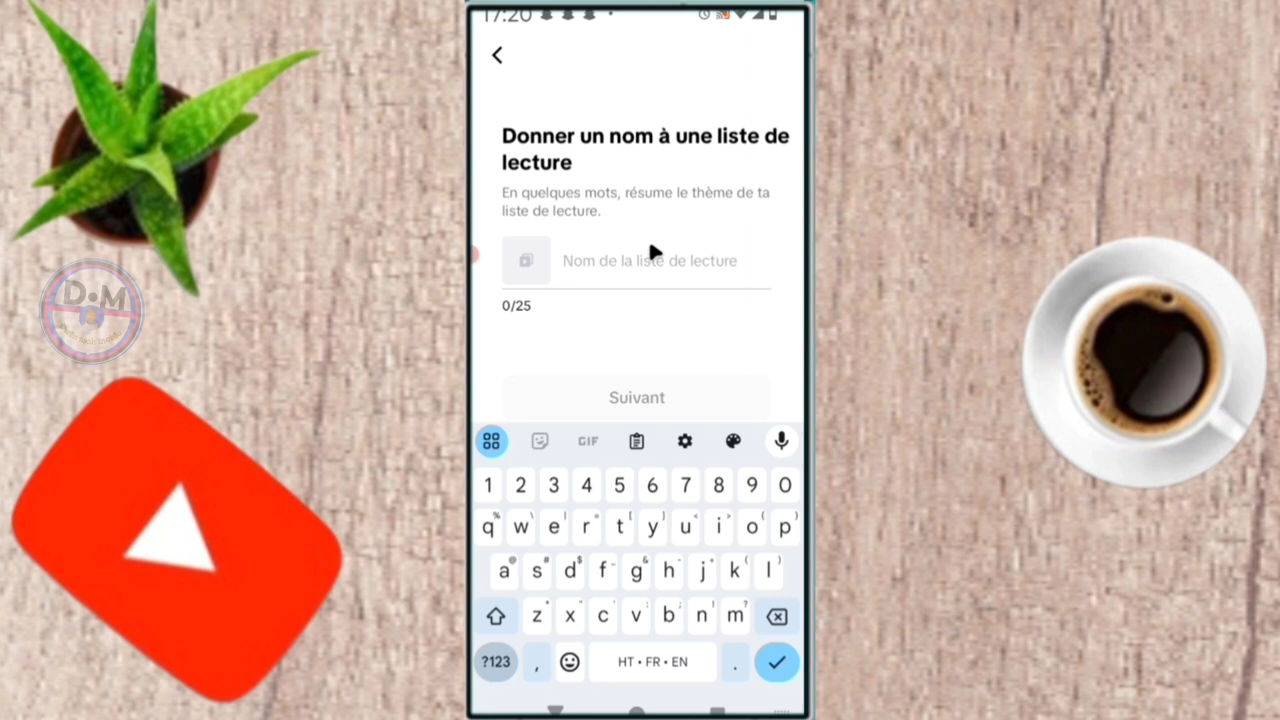 17:20
Donner un nom à une liste de
lecture
En quelques mots, résume le thème de ta
liste de lecture.
Nom de la liste de lecture
0/25
Suivant
GIF
1 2 3 4 5 6 7 8 9 0
q w e r t y u i o p
a s d f g h j k l
z x c v b n m
?123 , HT • FR • EN .
D•M